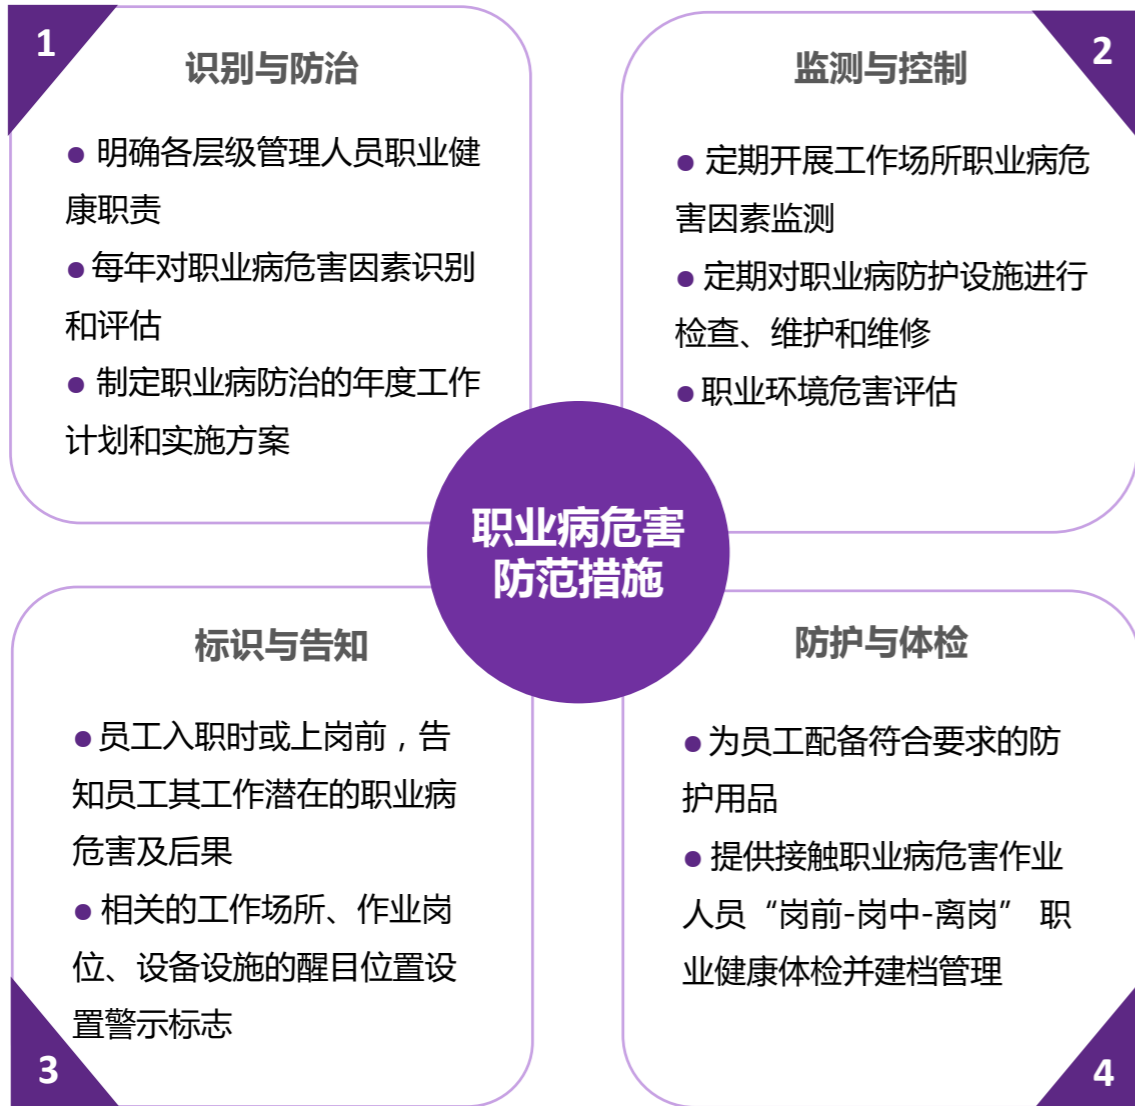 1
识别与防治
● 明确各层级管理人员职业健
康职责
●每年对职业病危害因素识别
和评估
● 制定职业病防治的年度工作
计划和实施方案
2
监测与控制
● 定期开展工作场所职业病危
害因素监测
● 定期对职业病防护设施进行
检查、维护和维修
●职业环境危害评估
职业病危害
防范措施
标识与告知
●员工入职时或上岗前，告
知员工其工作潜在的职业病
危害及后果
● 相关的工作场所、作业岗
位、设备设施的醒目位置设
置警示标志
3
防护与体检
●为员工配备符合要求的防
护用品
● 提供接触职业病危害作业
人员“岗前-岗中-离岗” 职
业健康体检并建档管理
4